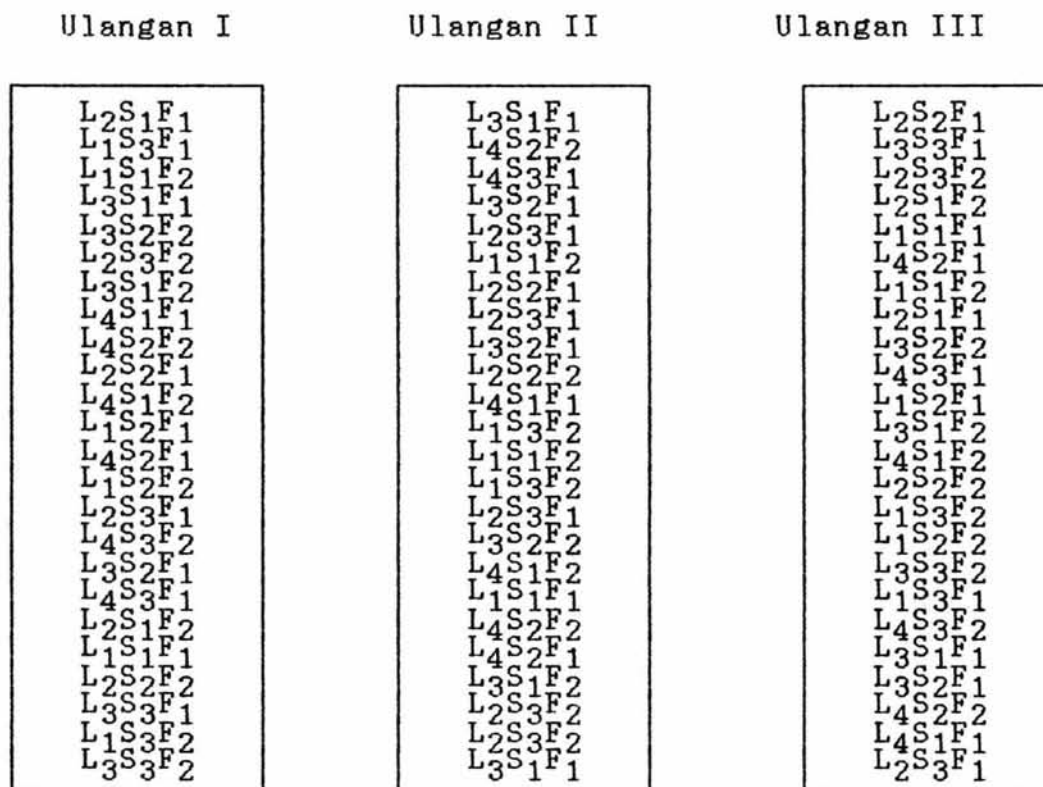 Ulangan I
L₂S₁F₁
L₁S₃F₁
L₁S₁F₂
L₃S₁F₁
L₃S₂F₂
L₂S₃F₂
L₃S₁F₂
L₄S₁F₁
L₄S₂F₂
L₂S₂F₁
L₄S₁F₂
L₁S₂F₁
L₄S₂F₁
L₁S₂F₂
L₂S₃F₁
L₄S₃F₂
L₃S₂F₁
L₄S₃F₁
L₂S₁F₂
L₁S₁F₁
L₂S₂F₂
L₃S₃F₁
L₁S₃F₂
L₃S₃F₂
Ulangan II
L₃S₁F₁
L₄S₂F₂
L₄S₃F₁
L₃S₂F₁
L₂S₃F₁
L₁S₁F₂
L₂S₂F₁
L₂S₃F₁
L₃S₂F₁
L₂S₂F₂
L₄S₁F₁
L₁S₃F₂
L₁S₁F₂
L₁S₃F₂
L₂S₃F₁
L₃S₂F₂
L₄S₁F₂
L₁S₁F₁
L₄S₂F₂
L₄S₂F₁
L₃S₁F₂
L₂S₃F₂
L₂S₃F₂
L₃S₁F₁
Ulangan III
L₂S₂F₁
L₃S₃F₁
L₂S₃F₂
L₂S₁F₂
L₁S₁F₁
L₄S₂F₁
L₁S₁F₂
L₂S₁F₁
L₃S₂F₂
L₄S₃F₁
L₁S₂F₁
L₃S₁F₂
L₄S₁F₂
L₂S₂F₂
L₁S₃F₂
L₁S₂F₂
L₃S₃F₂
L₁S₃F₁
L₄S₃F₂
L₃S₁F₁
L₃S₂F₁
L₄S₂F₂
L₄S₁F₁
L₂S₃F₁